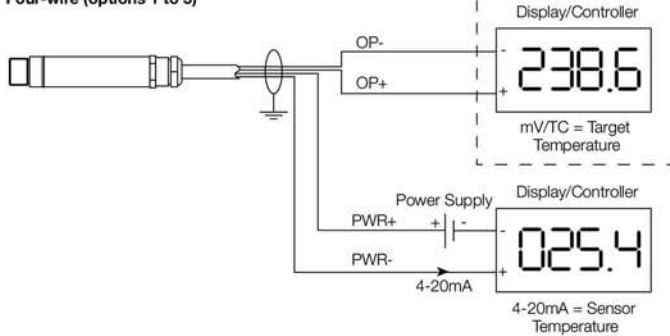 Four-wire (options 1 to 5)
Display/Controller
OP-
-
238.6
OP+
+
mV/TC = Target
Temperature
Display/Controller
Power Supply
PWR+
+
-
-
025.4
PWR-
+
4-20mA
4-20mA = Sensor
Temperature